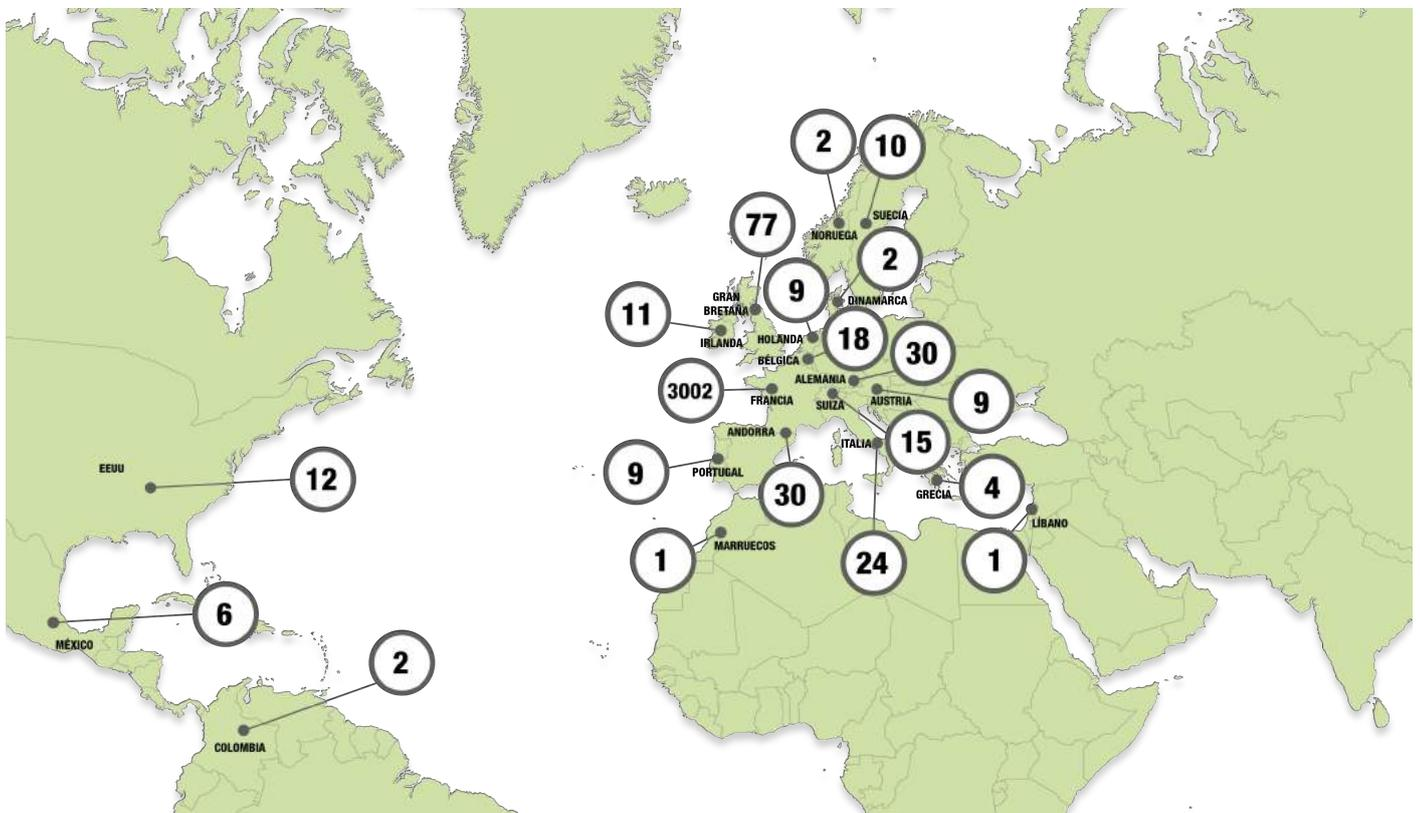 2
10
SUECIA
NORUEGA
77
2
9
DINAMARCA
GRAN
BRETAÑA
11
IRLANDA
HOLANDA
18
BÉLGICA
30
ALEMANIA
3002
FRANCIA
SUIZA
AUSTRIA
9
ANDORRA
ITALIA
15
9
PORTUGAL
30
GRECIA
4
EEUU
12
LÍBANO
1
MARRUECOS
24
1
6
MÉXICO
2
COLOMBIA